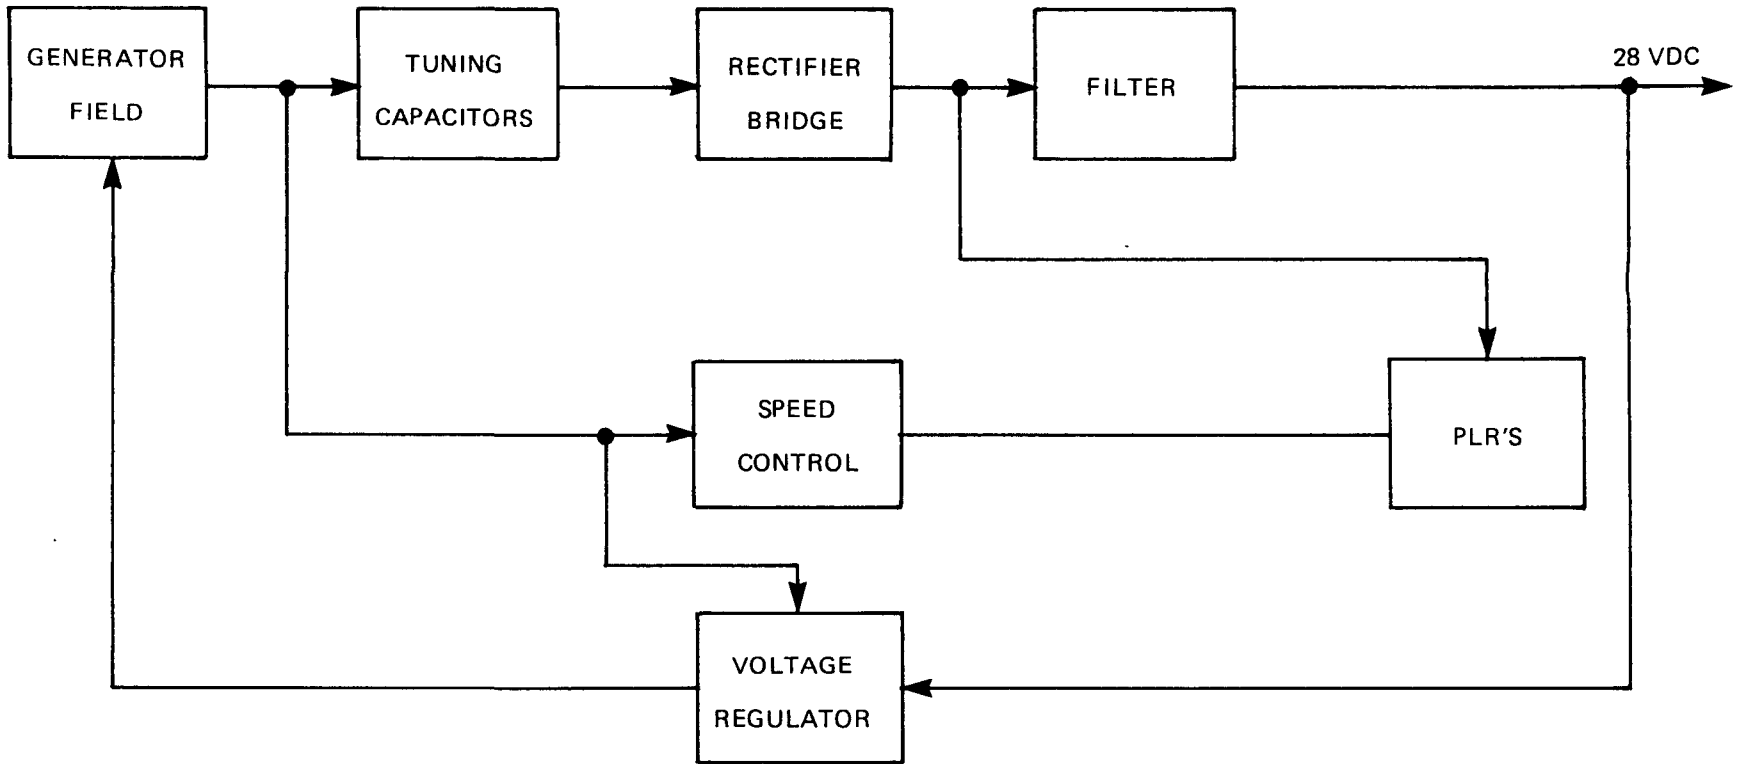 GENERATOR
FIELD
TUNING
CAPACITORS
RECTIFIER
BRIDGE
FILTER
28 VDC
SPEED
CONTROL
PLR'S
VOLTAGE
REGULATOR